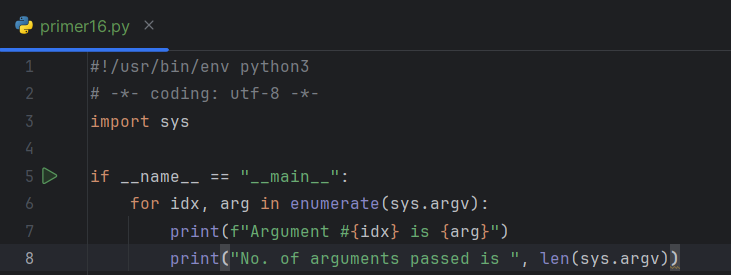 primer16.py ×
1 #!/usr/bin/env python3
2 # -*- coding: utf-8 -*-
3 import sys
4
5 if __name__ == "__main__":
6     for idx, arg in enumerate(sys.argv):
7         print(f"Argument #{idx} is {arg}")
8         print("No. of arguments passed is ", len(sys.argv))